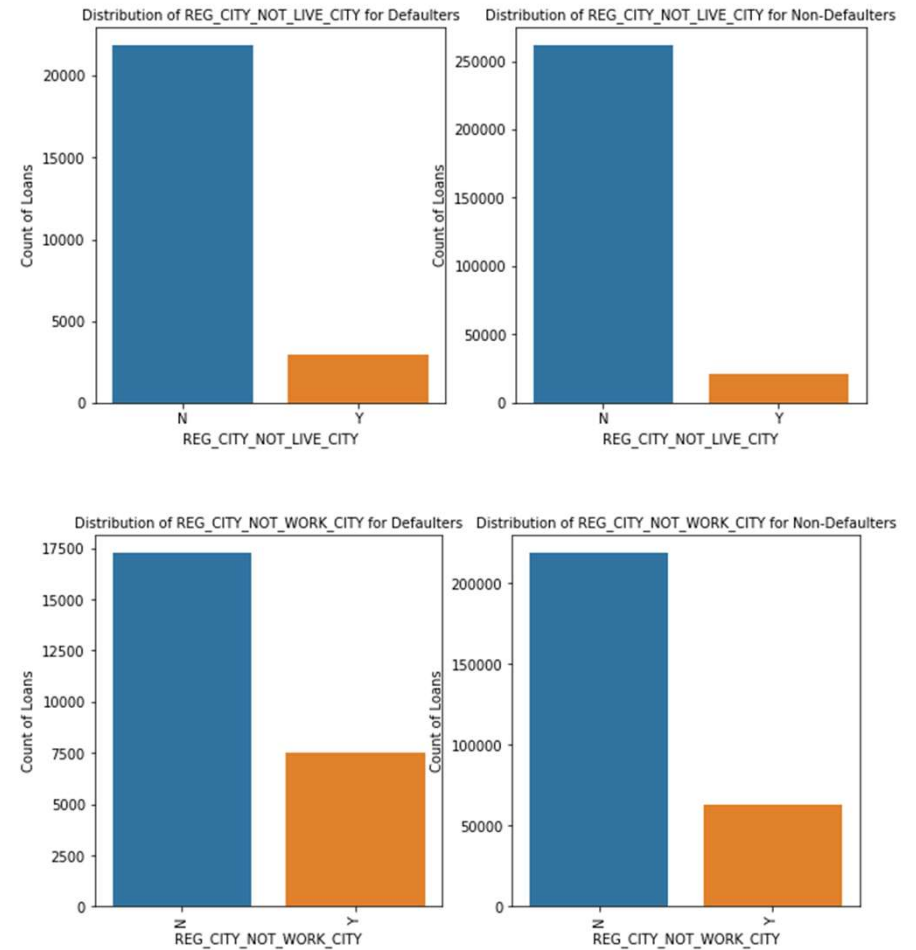 Distribution of REG_CITY_NOT_LIVE_CITY for Defaulters
Count of Loans
20000
15000
10000
5000
0
N
Y
REG_CITY_NOT_LIVE_CITY
Distribution of REG_CITY_NOT_LIVE_CITY for Non-Defaulters
Count of Loans
250000
200000
150000
100000
50000
0
N
Y
REG_CITY_NOT_LIVE_CITY
Distribution of REG_CITY_NOT_WORK_CITY for Defaulters
Count of Loans
17500
15000
12500
10000
7500
5000
2500
0
N
Y
REG_CITY_NOT_WORK_CITY
Distribution of REG_CITY_NOT_WORK_CITY for Non-Defaulters
Count of Loans
200000
150000
100000
50000
0
N
Y
REG_CITY_NOT_WORK_CITY